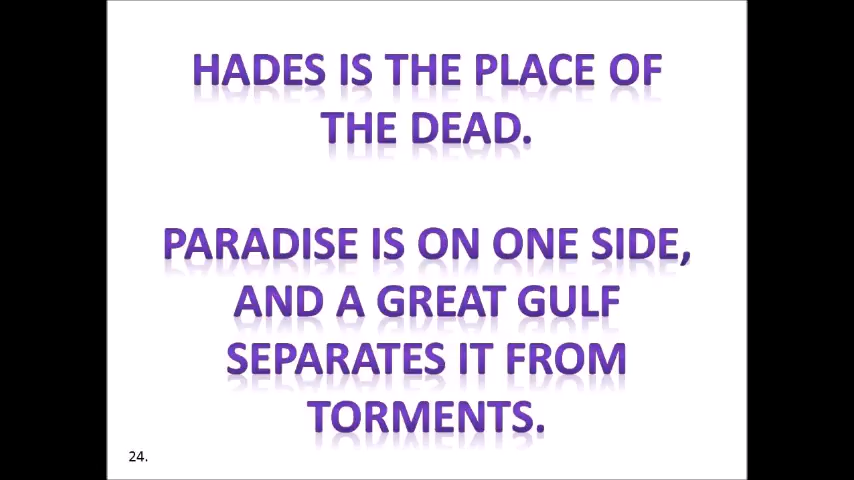 HADES IS THE PLACE OF
THE DEAD.
PARADISE IS ON ONE SIDE,
AND A GREAT GULF
SEPARATES IT FROM
TORMENTS.
24.